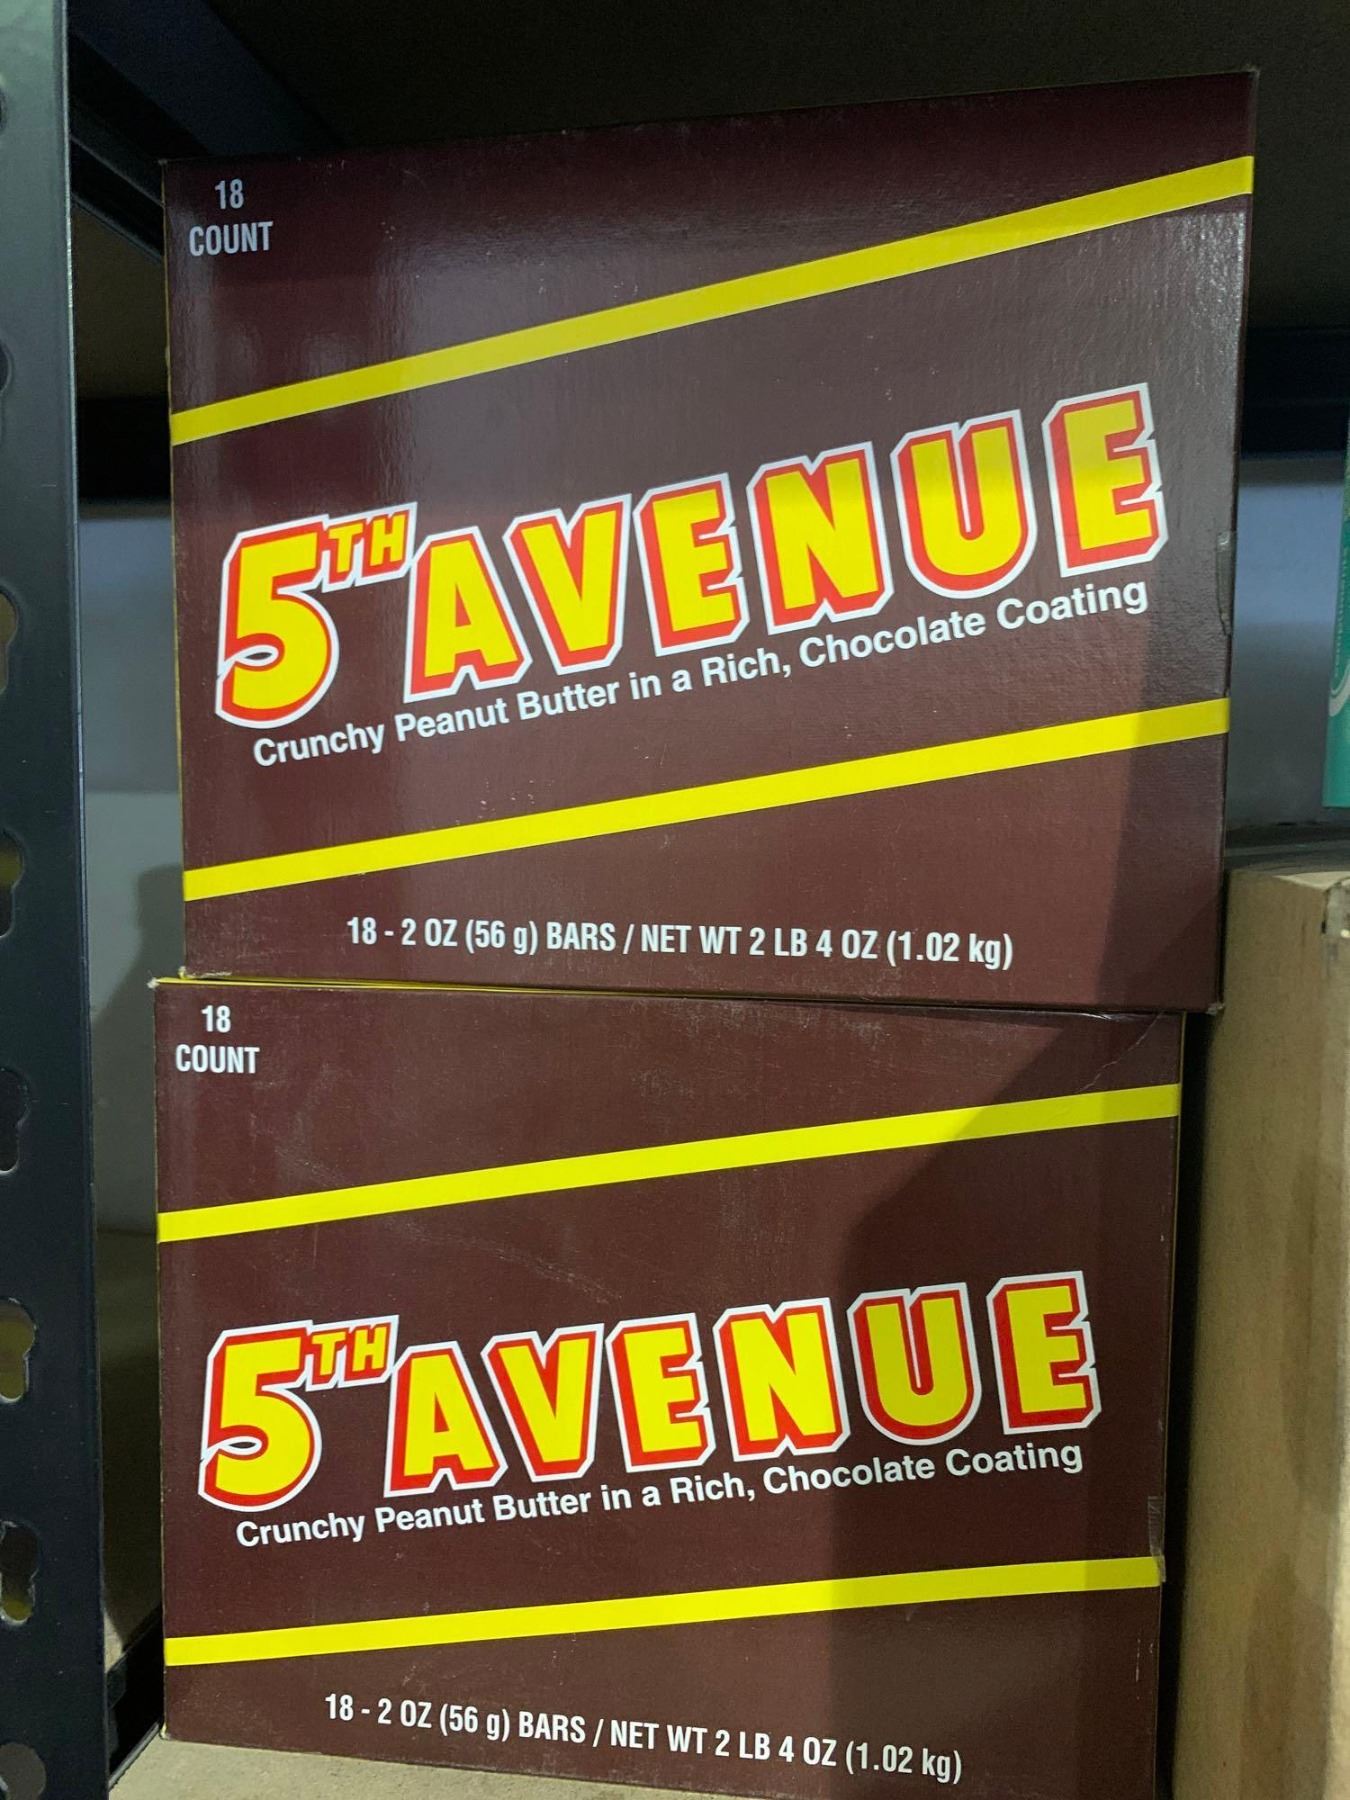 18
COUNT
5TH AVENUE
Crunchy Peanut Butter in a Rich, Chocolate Coating
18 - 2 OZ (56 g) BARS / NET WT 2 LB 4 OZ (1.02 kg)
18
COUNT
5TH AVENUE
Crunchy Peanut Butter in a Rich, Chocolate Coating
18 - 2 OZ (56 g) BARS / NET WT 2 LB 4 OZ (1.02 kg)